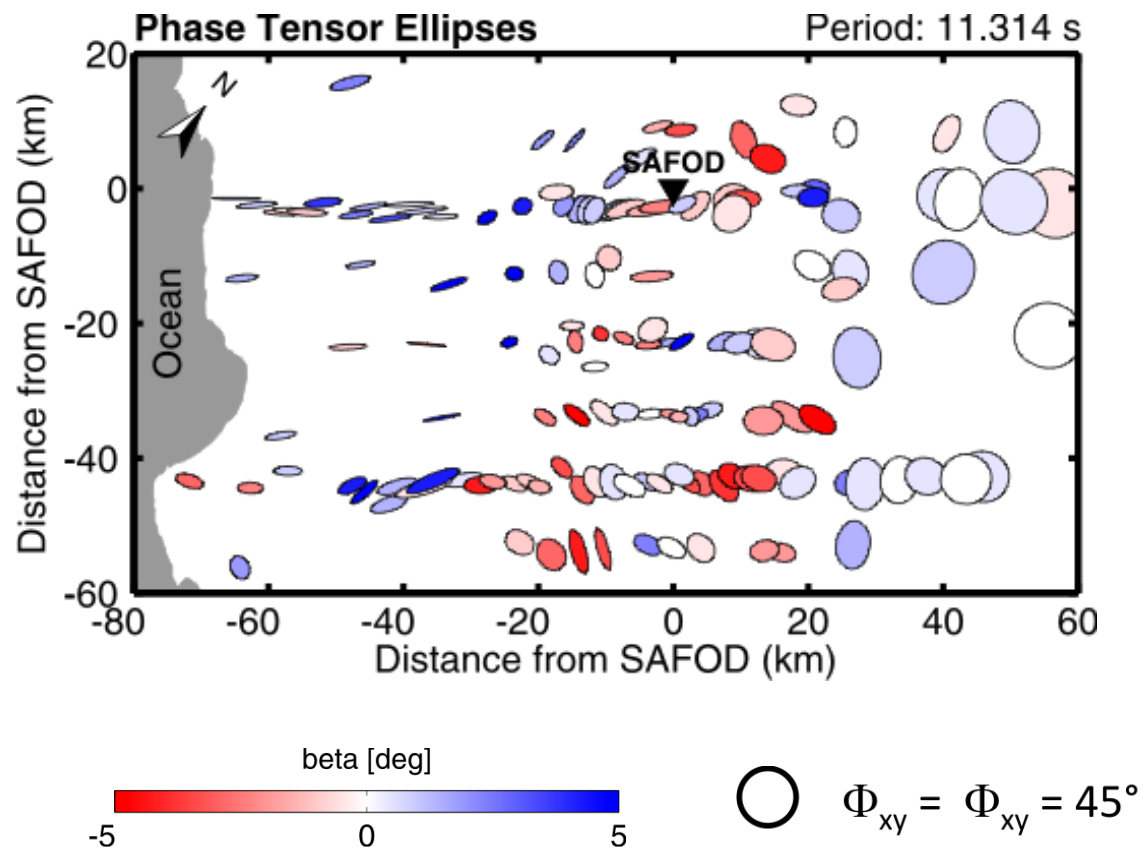 Phase Tensor Ellipses
Period: 11.314 s
20
0
-20
-40
-60
Distance from SAFOD (km)
N
Ocean
SAFOD
-80 -60 -40 -20 0 20 40 60
Distance from SAFOD (km)
beta [deg]
-5 0 5
Φxy = Φxy = 45°